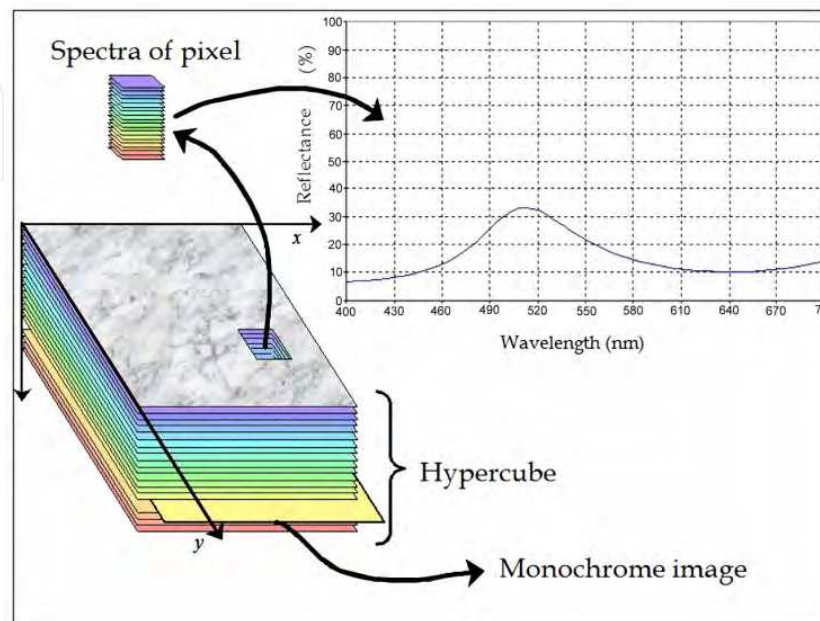 Spectra of pixel
100
90
80
70
60
50
40
30
20
10
0
Reflectance (%)
400 430 460 490 520 550 580 610 640 670
Wavelength (nm)
x
y
Hypercube
Monochrome image